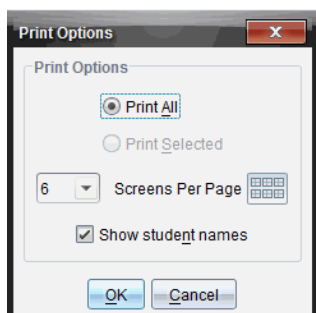 Print Options
Print Options
Print All
Print Selected
6 Screens Per Page
Show student names
OK Cancel